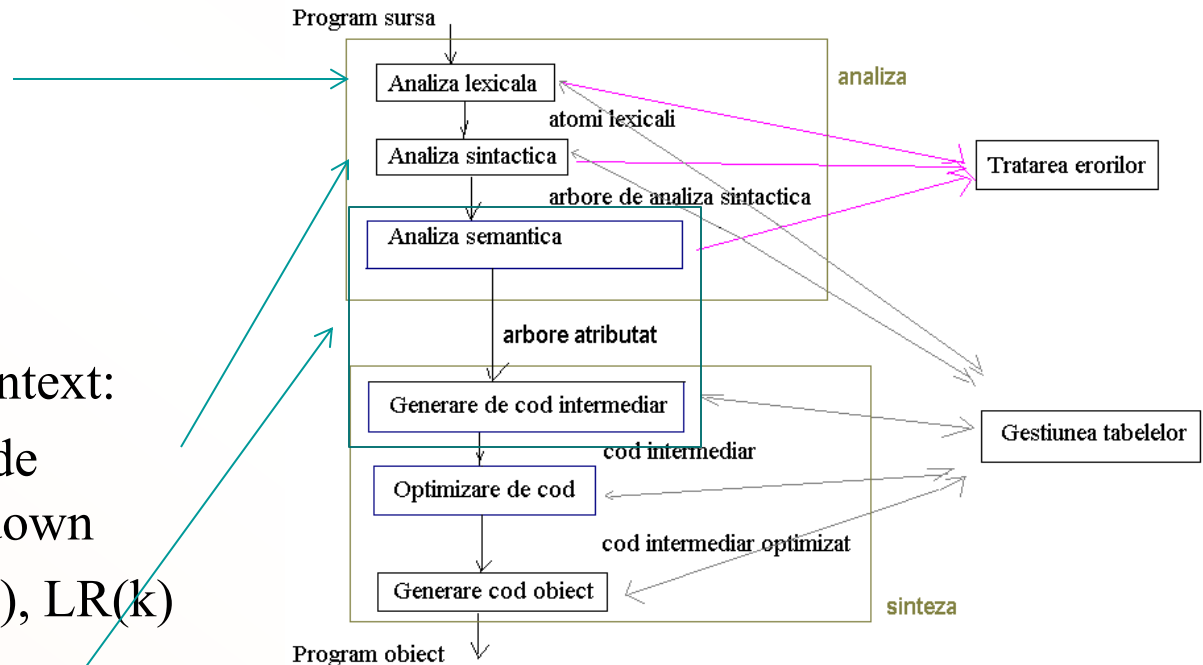 Program sursa
Analiza lexicala
analiza
atomi lexicali
Analiza sintactica
Tratarea erorilor
arbore de analiza sintactica
Analiza semantica
arbore atributat
ntext:
Generare de cod intermediar
Gestiunea tabelelor
de
cod intermediar
Optimizare de cod
down
cod intermediar optimizat
), LR(k)
Generare cod obiect
sinteza
Program obiect